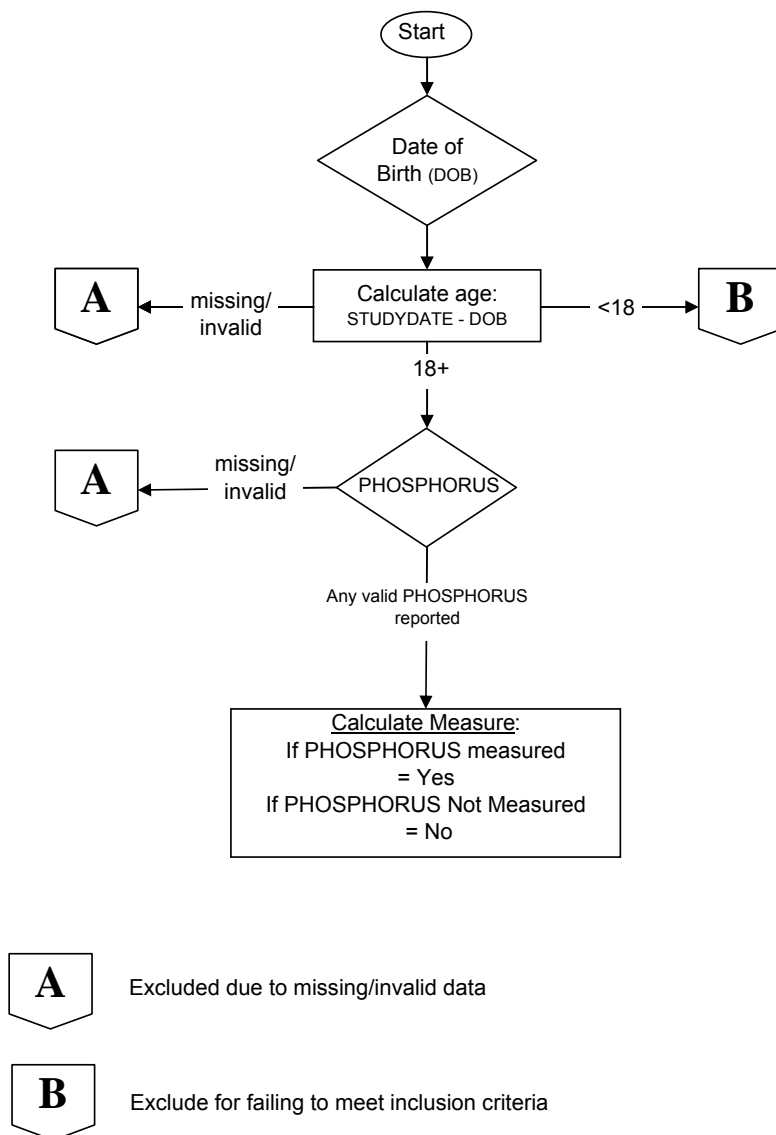 Start
Date of
Birth (DOB)
A
missing/
invalid
Calculate age:
STUDYDATE - DOB
<18
B
18+
A
missing/
invalid
PHOSPHORUS
Any valid PHOSPHORUS
reported
Calculate Measure:
If PHOSPHORUS measured
= Yes
If PHOSPHORUS Not Measured
= No
A
Excluded due to missing/invalid data
B
Exclude for failing to meet inclusion criteria